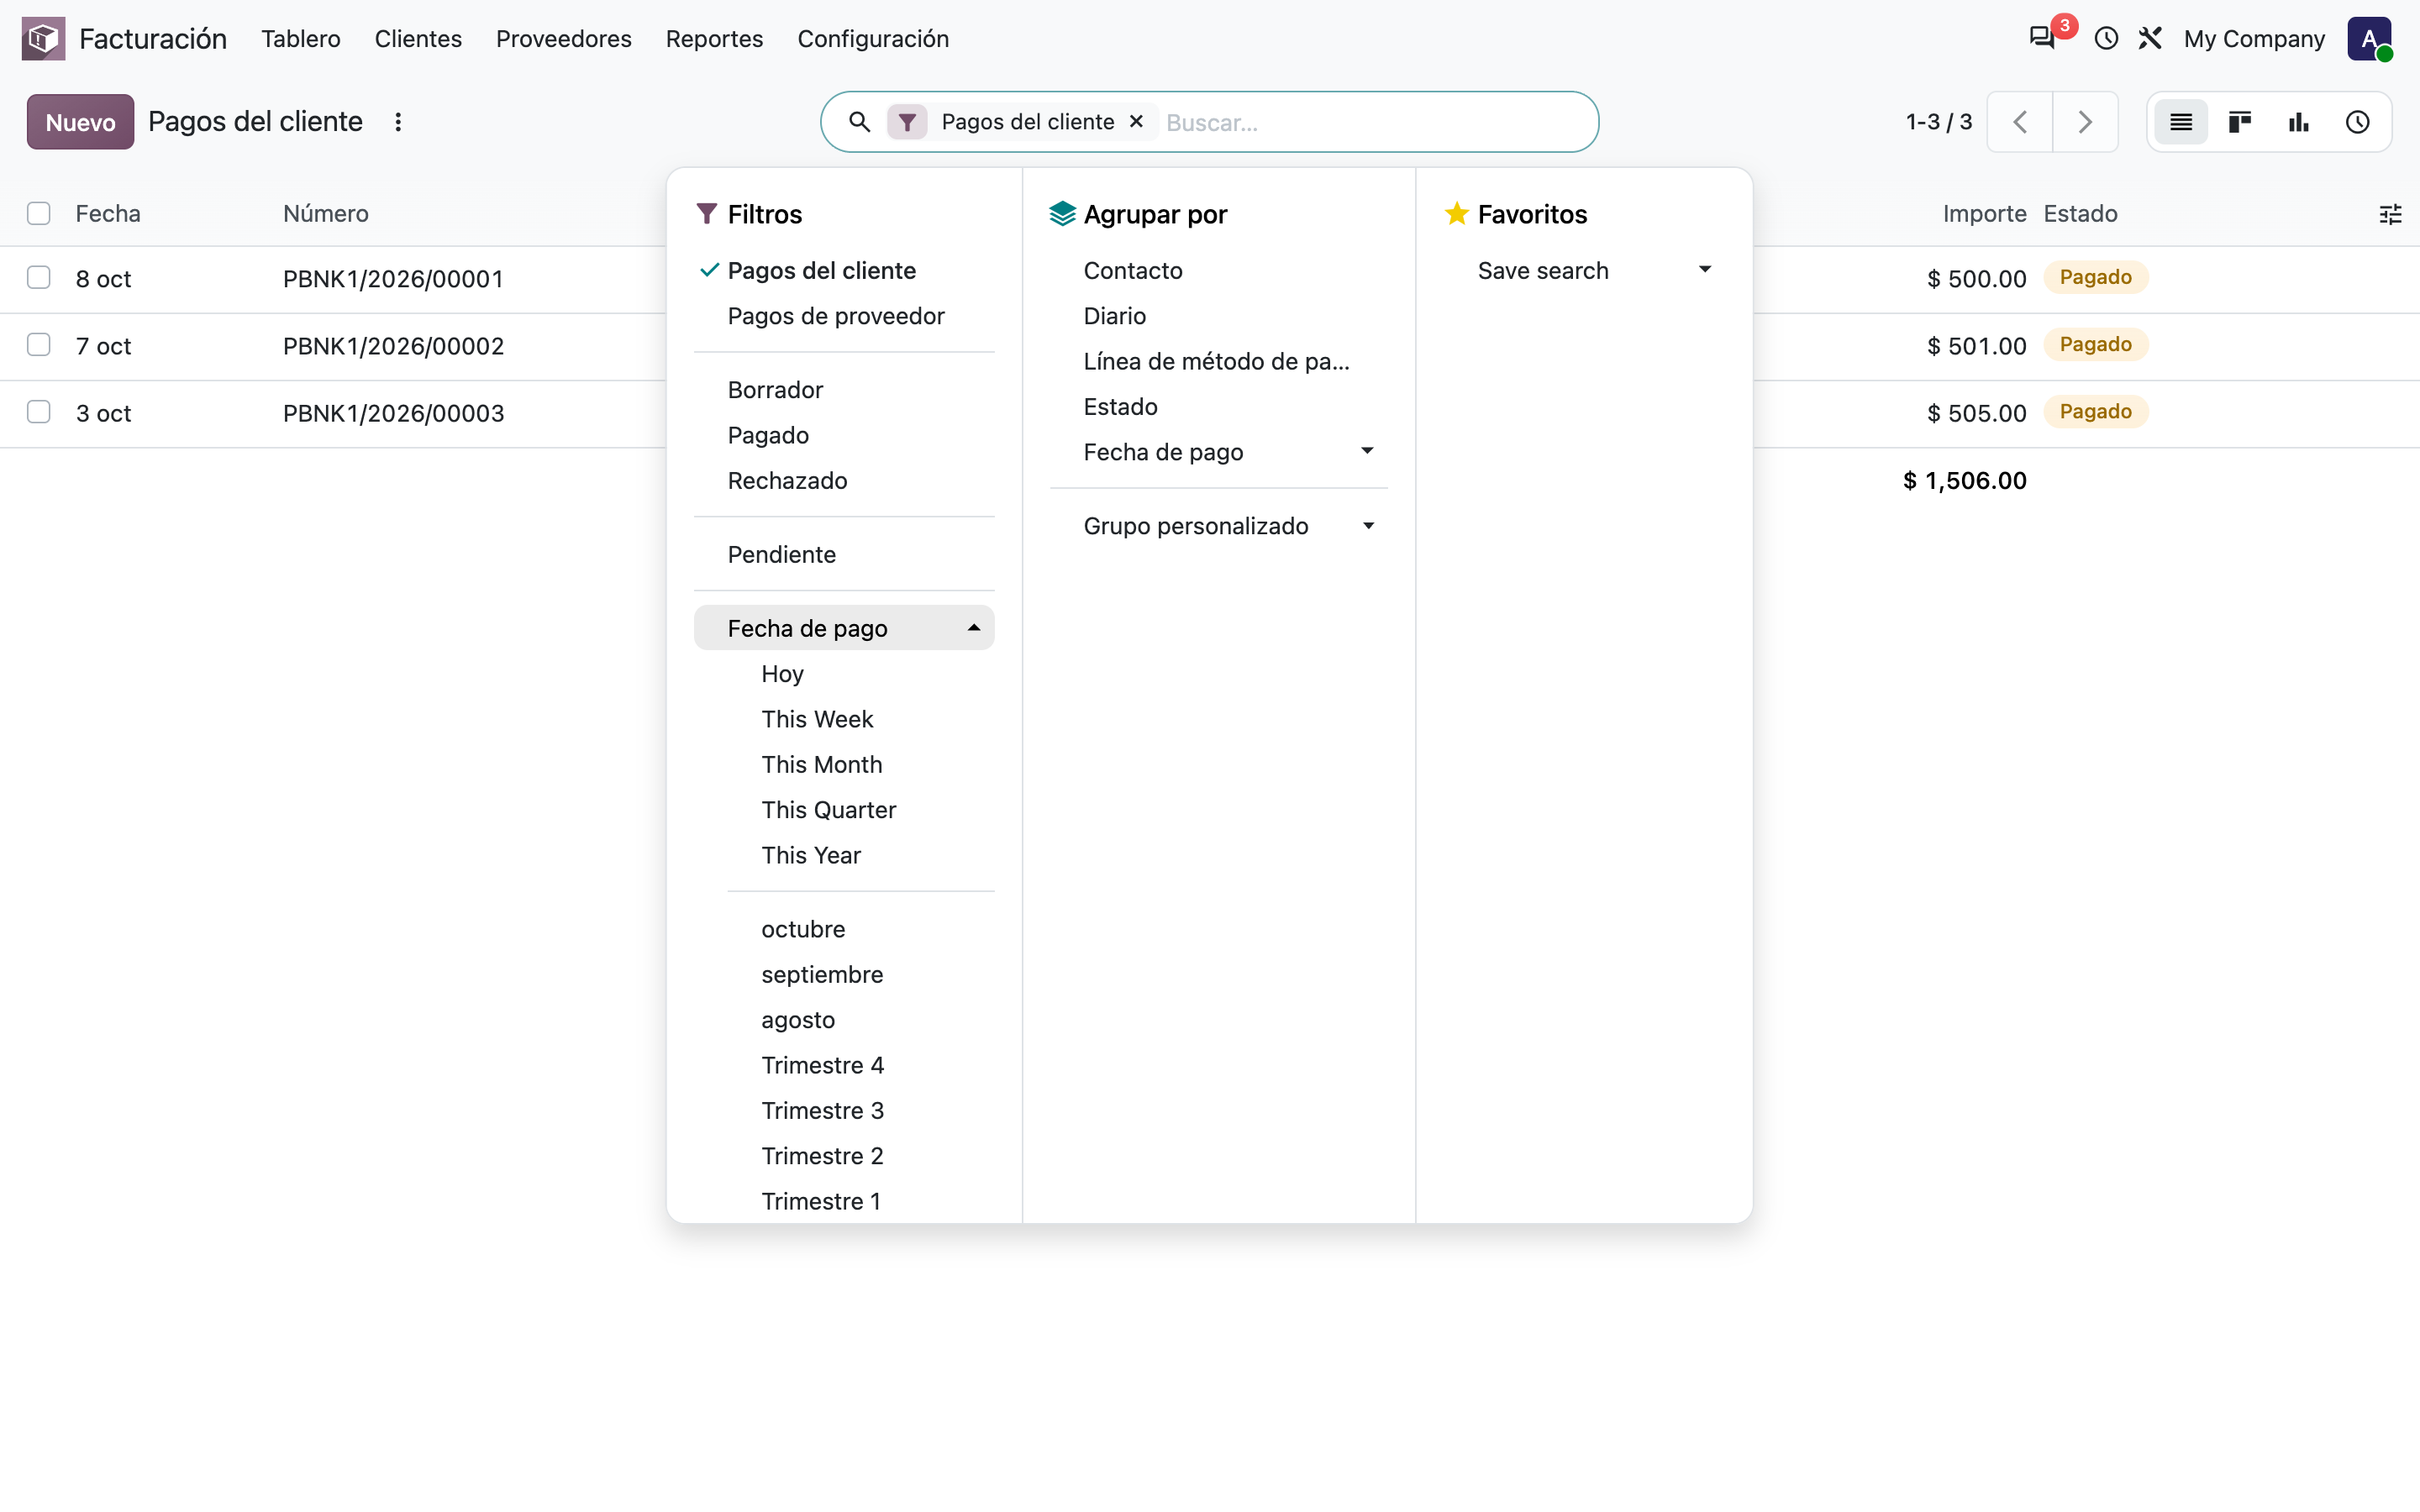 Facturación Tablero Clientes Proveedores Reportes Configuración 3 My Company A
Nuevo Pagos del cliente Pagos del cliente Buscar... 1-3 / 3
Fecha Número Importe Estado
8 oct PBNK1/2026/00001 $ 500.00 Pagado
7 oct PBNK1/2026/00002 $ 501.00 Pagado
3 oct PBNK1/2026/00003 $ 505.00 Pagado
$ 1,506.00
Filtros
Pagos del cliente
Pagos de proveedor
Borrador
Pagado
Rechazado
Pendiente
Fecha de pago
Hoy
This Week
This Month
This Quarter
This Year
octubre
septiembre
agosto
Trimestre 4
Trimestre 3
Trimestre 2
Trimestre 1
Agrupar por
Contacto
Diario
Línea de método de pa...
Estado
Fecha de pago
Grupo personalizado
Favoritos
Save search